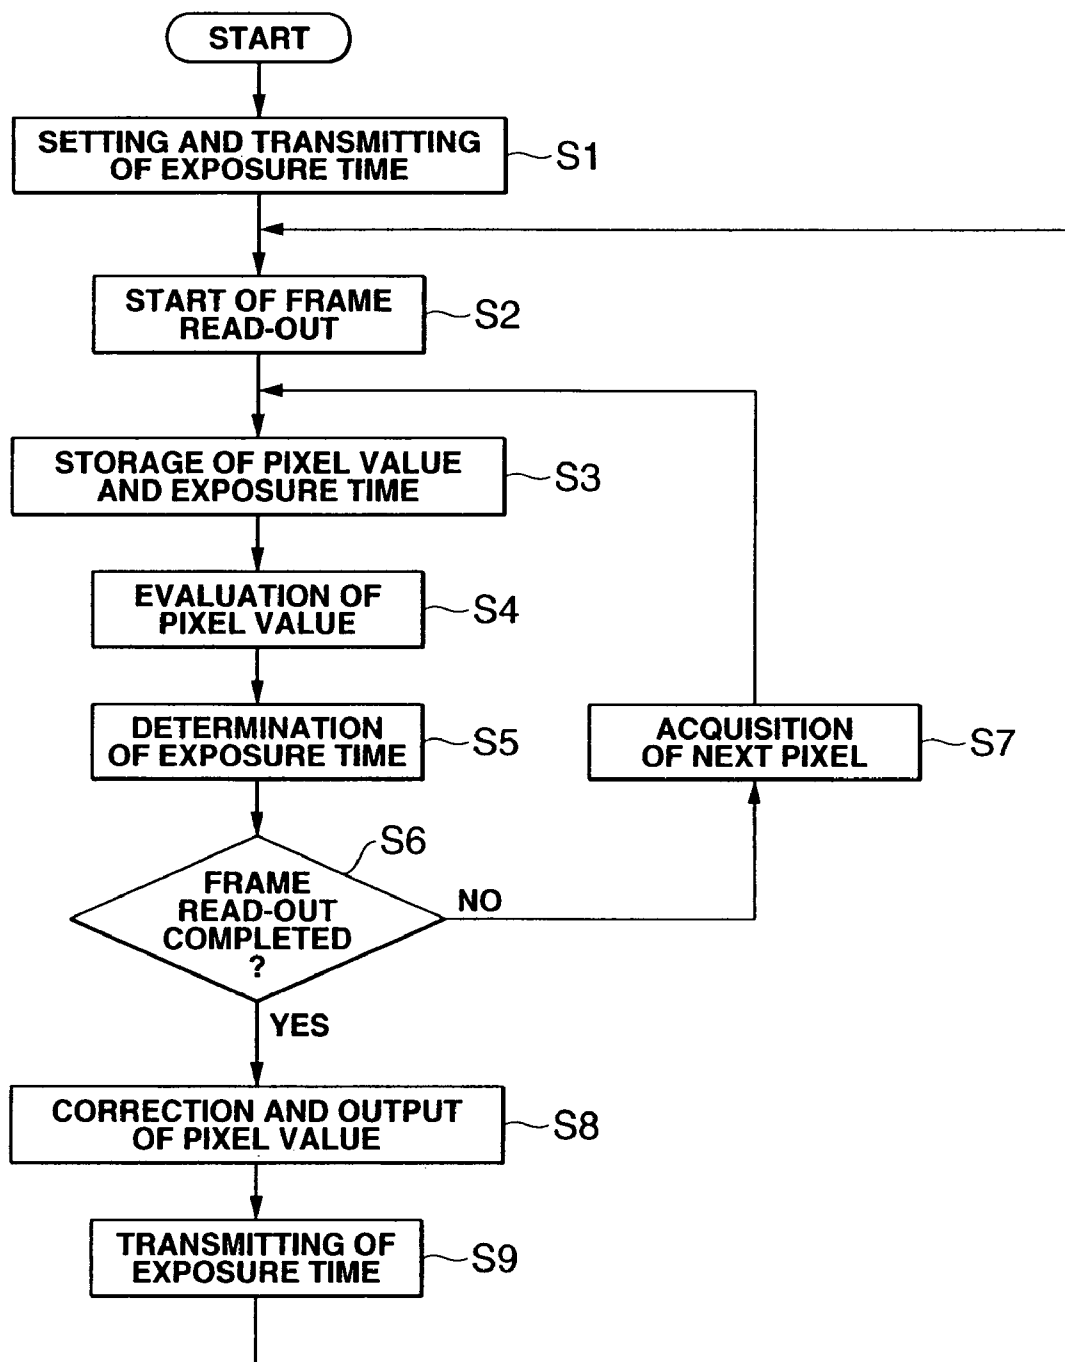 START
SETTING AND TRANSMITTING
OF EXPOSURE TIME
S1
START OF FRAME
READ-OUT
S2
STORAGE OF PIXEL VALUE
AND EXPOSURE TIME
S3
EVALUATION OF
PIXEL VALUE
S4
DETERMINATION
OF EXPOSURE TIME
S5
ACQUISITION
OF NEXT PIXEL
S7
S6
FRAME
READ-OUT
COMPLETED
?
NO
YES
CORRECTION AND OUTPUT
OF PIXEL VALUE
S8
TRANSMITTING OF
EXPOSURE TIME
S9